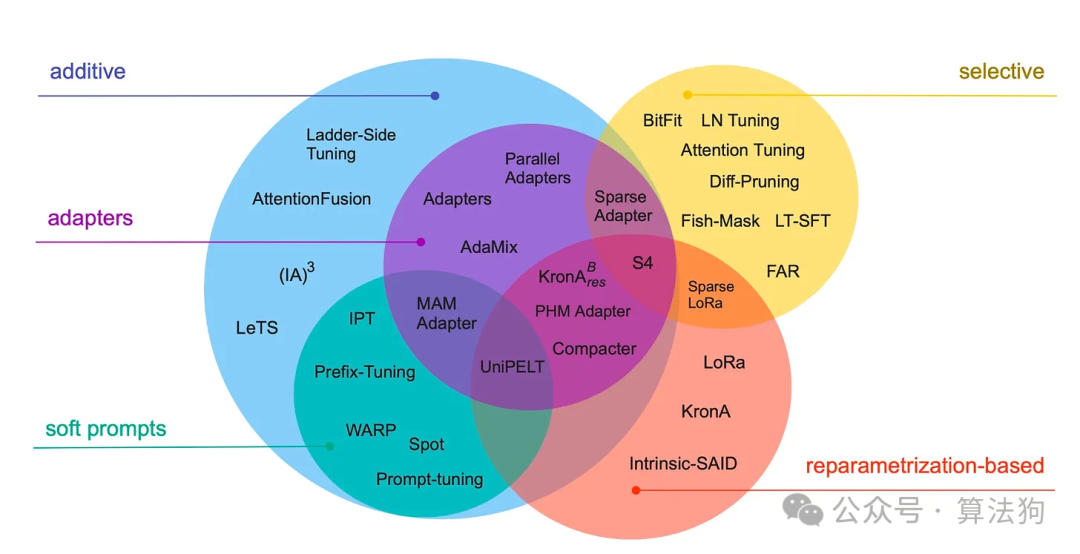 additive
selective
BitFit LN Tuning
Ladder-Side
Tuning
Attention Tuning
Parallel
Adapters
Diff-Pruning
AttentionFusion
Adapters
Sparse
Adapter
adapters
Fish-Mask LT-SFT
AdaMix
(IA)³
KronA^B_res
S4
FAR
Sparse
LoRa
MAM
Adapter
IPT
PHM Adapter
LeTS
Compacter
UniPELT
LoRa
Prefix-Tuning
KronA
soft prompts
WARP
Spot
Intrinsic-SAID
reparametrization-based
Prompt-tuning
公众号 · 算法狗